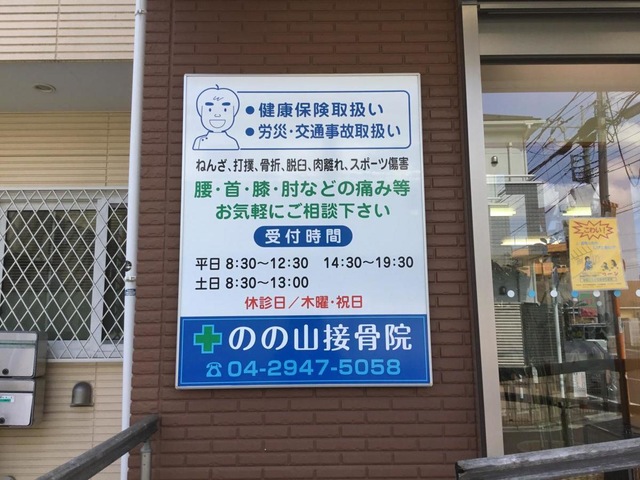 ● 健康保険取扱い
● 労災・交通事故取扱い
ねんざ、打撲、骨折、脱臼、肉離れ、スポーツ傷害
腰・首・膝・肘などの痛み等
お気軽にご相談下さい
受付時間
平日 8:30～12:30 14:30～19:30
土日 8:30～13:00
休診日／木曜・祝日
のの山接骨院
☎04-2947-5058
こわい!